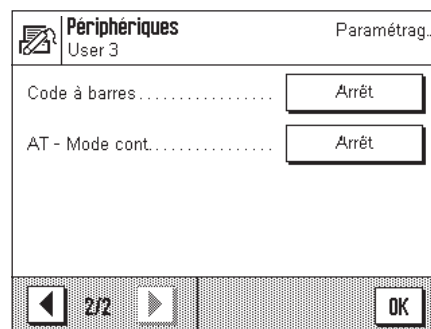 Périphériques
User 3
Paramétrag..
Code à barres................. Arrêt
AT - Mode cont................ Arrêt
2/2
OK